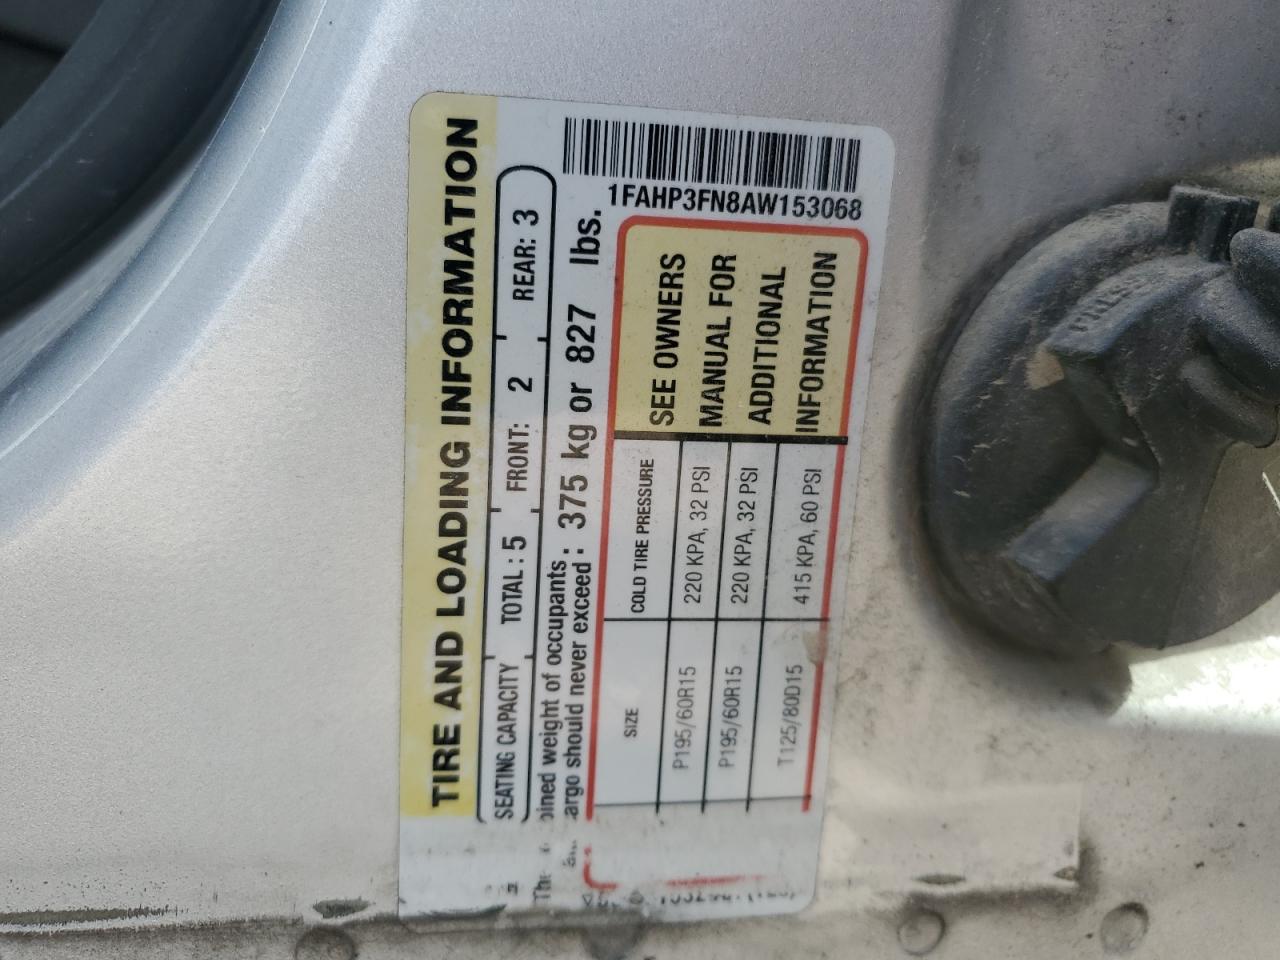 TIRE AND LOADING INFORMATION
SEATING CAPACITY TOTAL: 5 FRONT: 2 REAR: 3
The bined weight of occupants
argo should never exceed: 375 kg or 827 lbs.
1FAHP3FN8AW153068
SIZE COLD TIRE PRESSURE
P195/60R15 220 KPA, 32 PSI
P195/60R15 220 KPA, 32 PSI
T125/80D15 415 KPA, 60 PSI
SEE OWNERS
MANUAL FOR
ADDITIONAL
INFORMATION